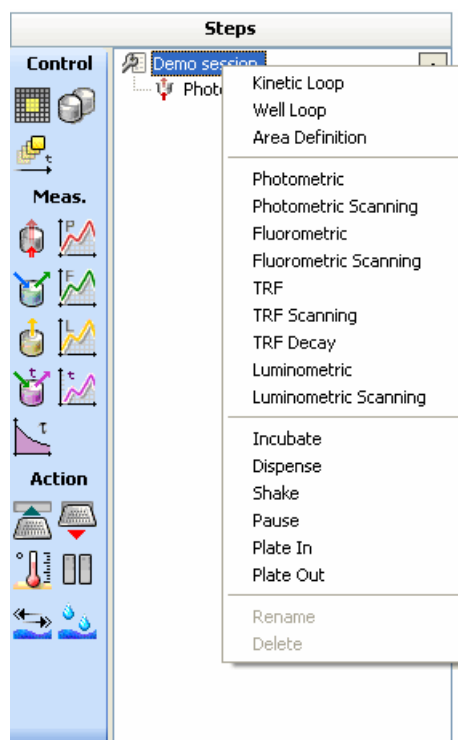 Steps
Control
Meas.
Action
Demo session
Phot
Kinetic Loop
Well Loop
Area Definition
Photometric
Photometric Scanning
Fluorometric
Fluorometric Scanning
TRF
TRF Scanning
TRF Decay
Luminometric
Luminometric Scanning
Incubate
Dispense
Shake
Pause
Plate In
Plate Out
Rename
Delete